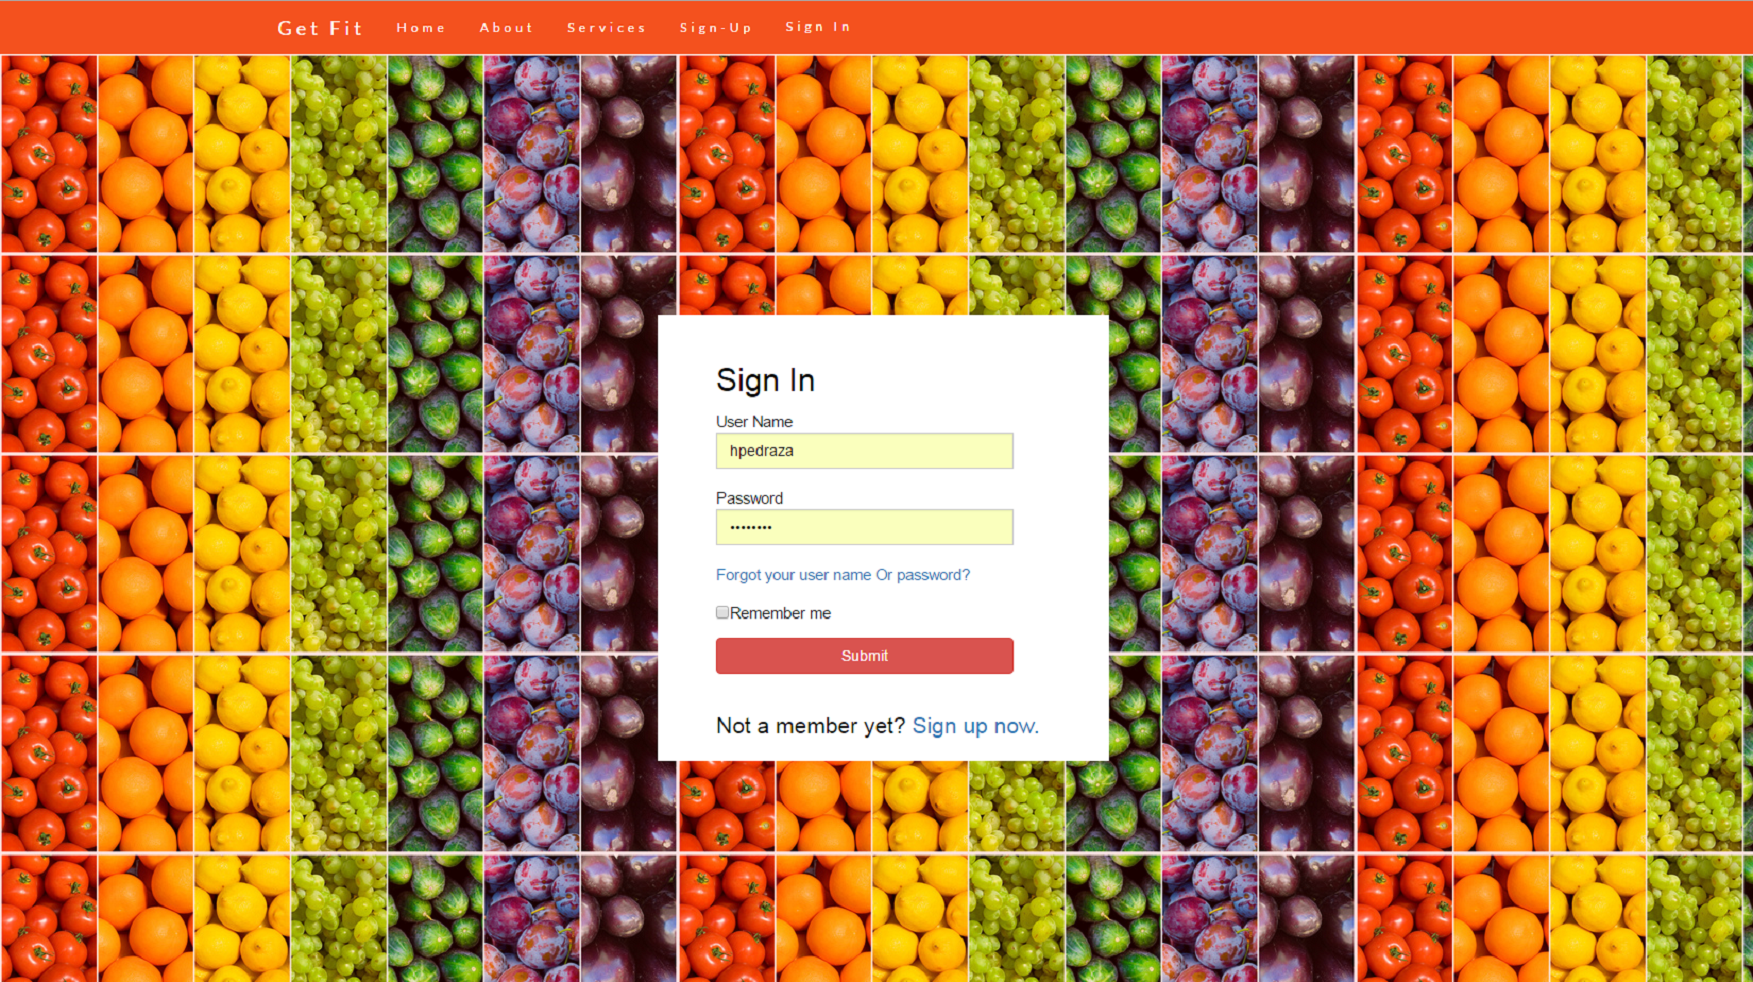 Get Fit Home About Services Sign-Up Sign In
Sign In
User Name
hpedraza
Password
••••••••
Forgot your user name Or password?
Remember me
Submit
Not a member yet? Sign up now.